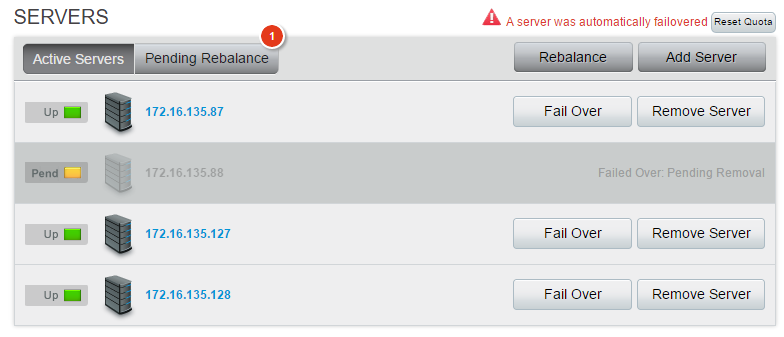 SERVERS
A server was automatically failovered Reset Quota
1
Active Servers Pending Rebalance Rebalance Add Server
Up 172.16.135.87 Fail Over Remove Server
Pend 172.16.135.88 Failed Over: Pending Removal
Up 172.16.135.127 Fail Over Remove Server
Up 172.16.135.128 Fail Over Remove Server